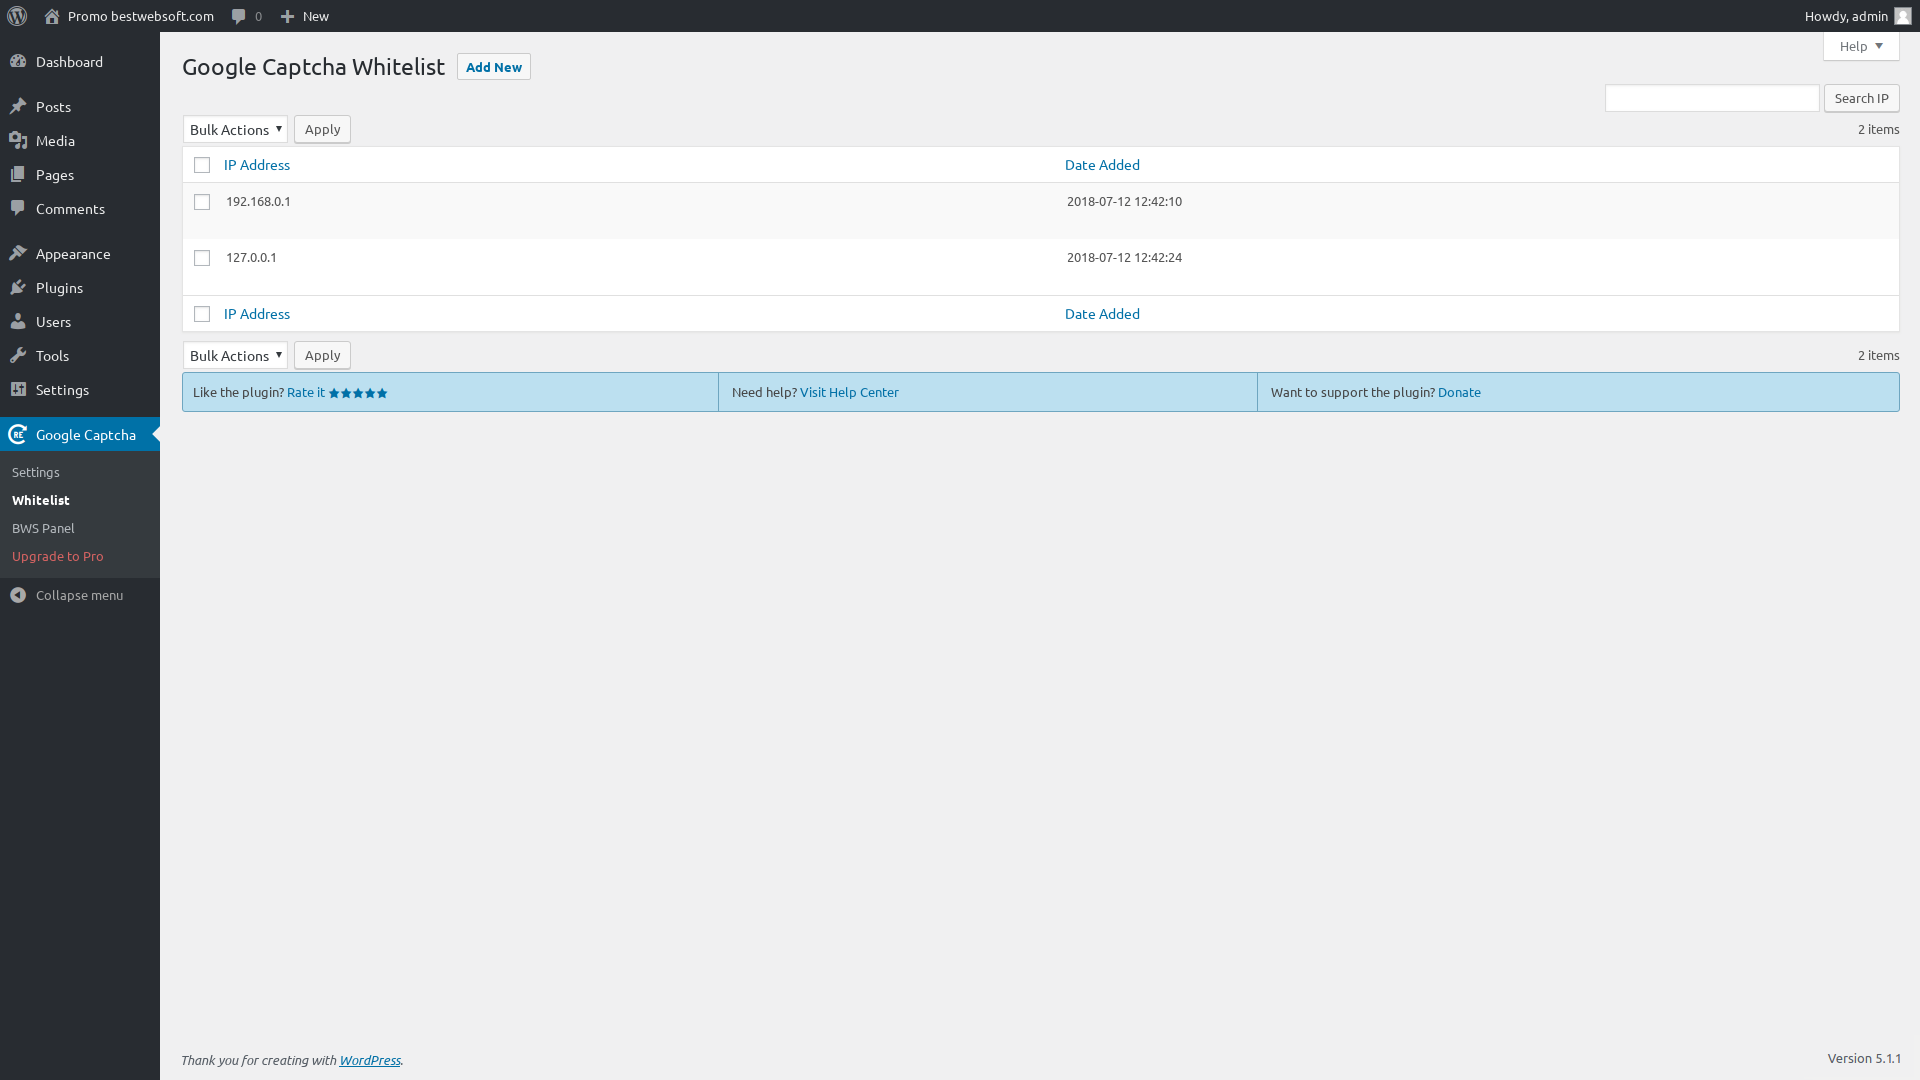 Promo bestwebsoft.com 0 New Howdy, admin
Help
Dashboard
Posts
Media
Pages
Comments
Appearance
Plugins
Users
Tools
Settings
Google Captcha
Settings
Whitelist
BWS Panel
Upgrade to Pro
Collapse menu
Google Captcha Whitelist Add New
Search IP
Bulk Actions Apply 2 items
IP Address Date Added
192.168.0.1 2018-07-12 12:42:10
127.0.0.1 2018-07-12 12:42:24
IP Address Date Added
Bulk Actions Apply 2 items
Like the plugin? Rate it ★★★★★ Need help? Visit Help Center Want to support the plugin? Donate
Thank you for creating with WordPress. Version 5.1.1